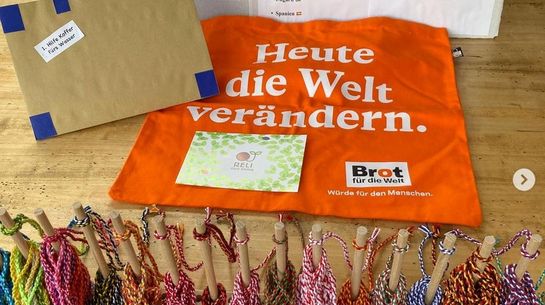 • Spanien
1. Hilfe Koffer
fürs Wasser
Heute
die Welt
verändern.
RELI
Brot
für die Welt
Würde für den Menschen.